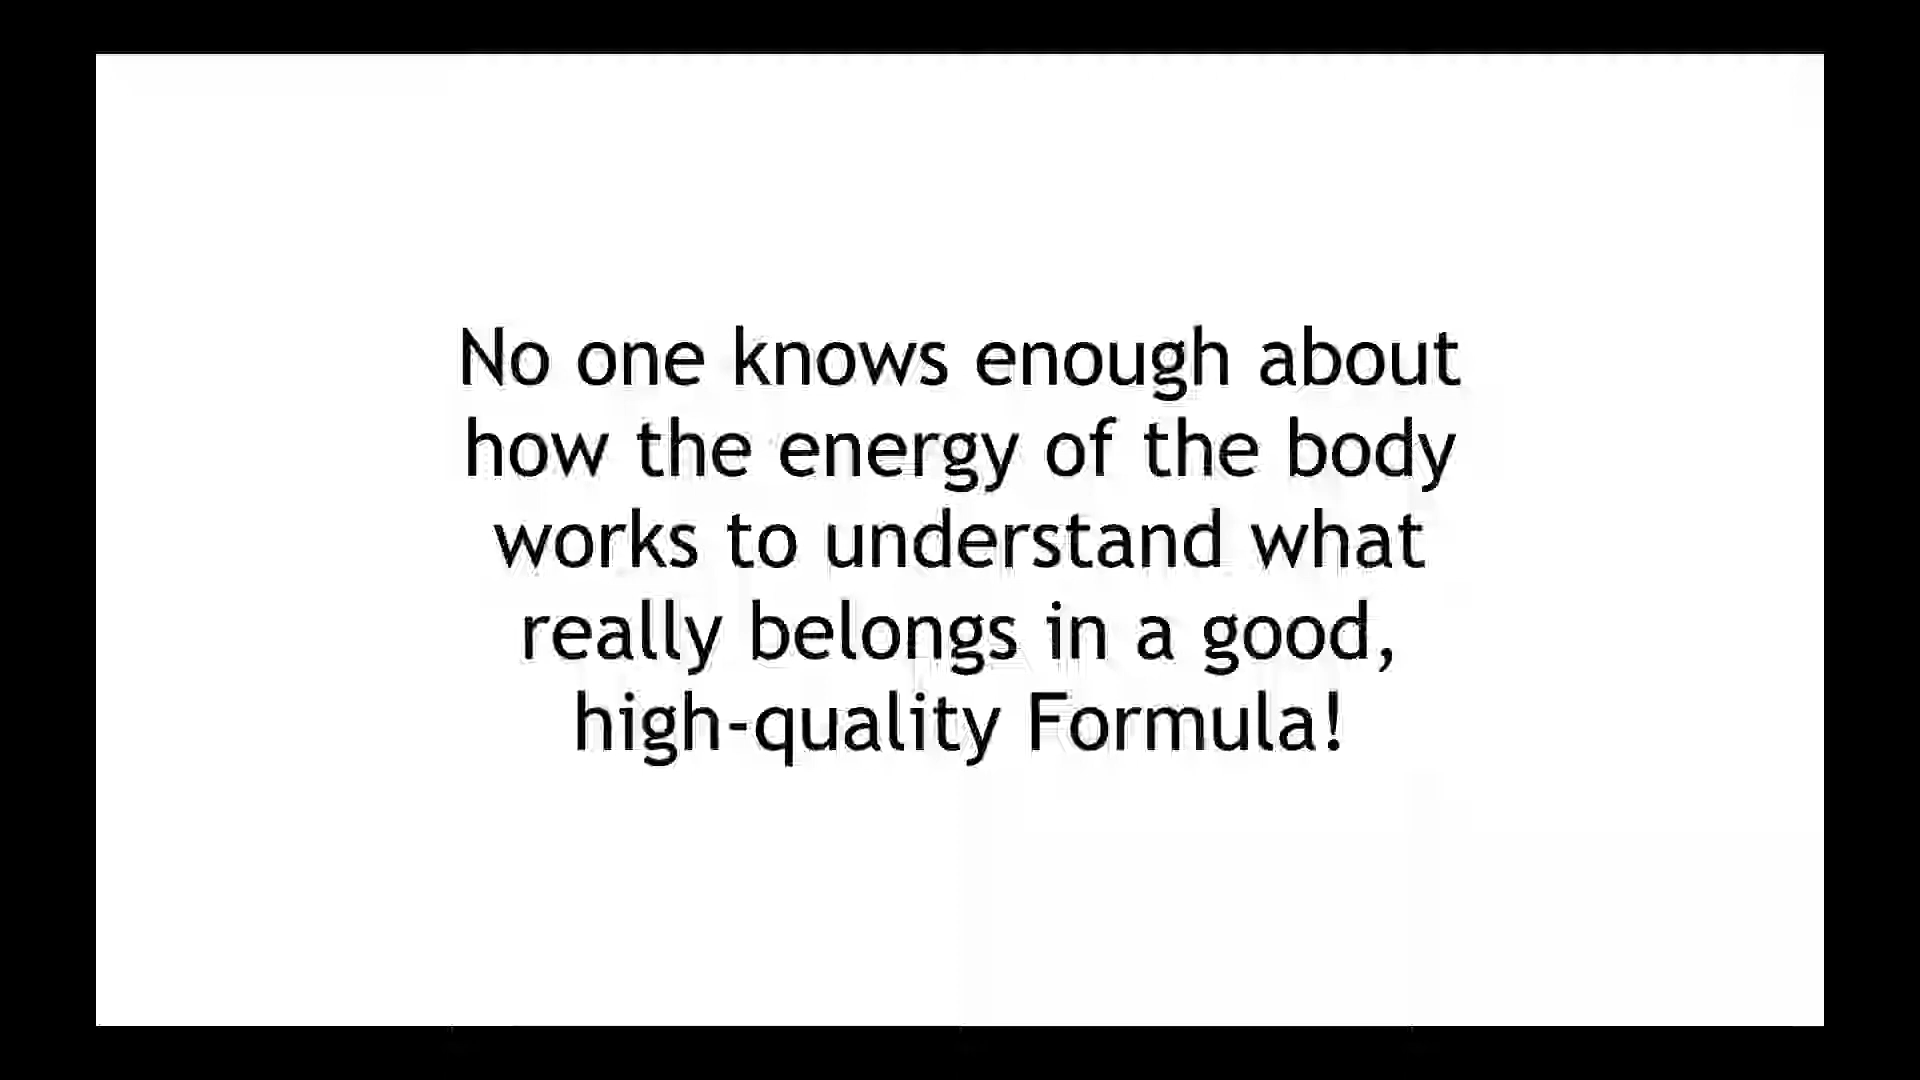 No one knows enough about
how the energy of the body
works to understand what
really belongs in a good,
high-quality Formula!